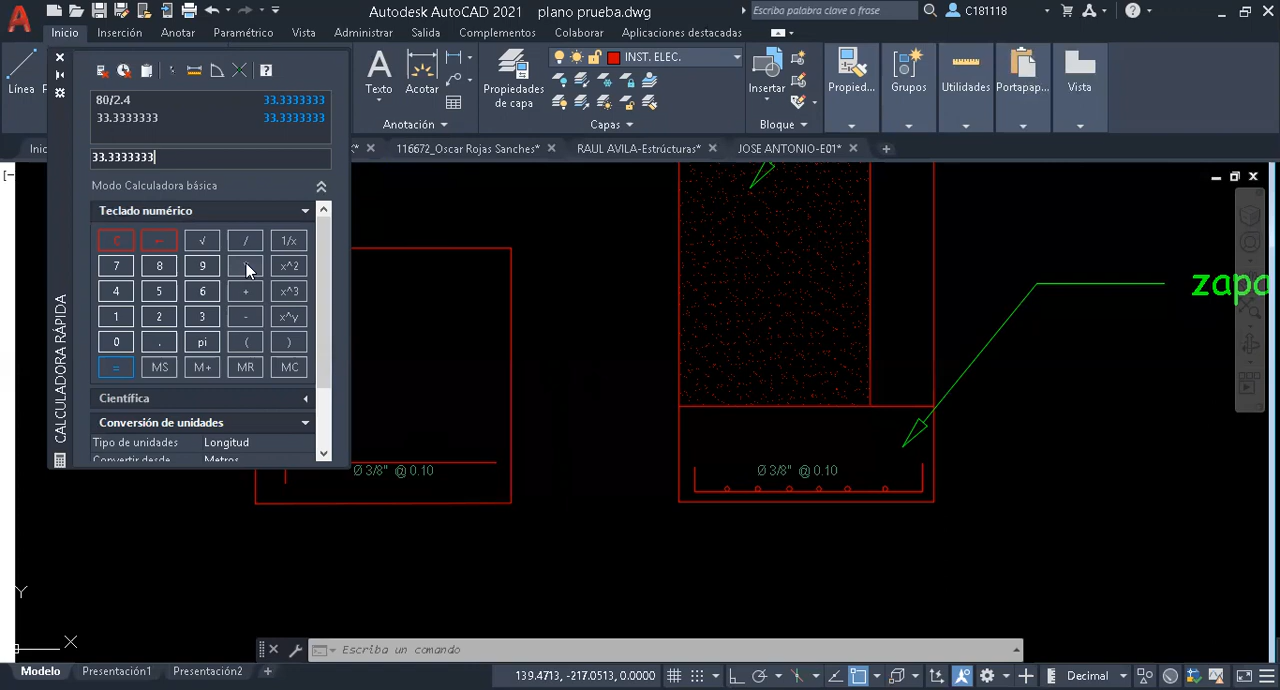 Autodesk AutoCAD 2021 plano prueba.dwg
Escriba palabra clave o frase
C181118
Inicio Inserción Anotar Paramétrico Vista Administrar Salida Complementos Colaborar Aplicaciones destacadas
Línea
Texto
Acotar
Propiedades de capa
INST. ELEC.
Insertar
Propied...
Grupos
Utilidades
Portapap...
Vista
Anotación
Capas
Bloque
116672_Oscar Rojas Sanches*
RAUL AVILA-Estrúcturas*
JOSE ANTONIO-E01*
80/2.4 33.3333333
33.3333333 33.3333333
33.3333333
Modo Calculadora básica
Teclado numérico
C √ / 1/x
7 8 9 x^2
4 5 6 + x^3
1 2 3 - x^y
0 . pi ( )
= MS M+ MR MC
Científica
Conversión de unidades
Tipo de unidades Longitud
Convertir desde Metros
CALCULADORA RÁPIDA
Ø 3/8" @ 0.10
Ø 3/8" @ 0.10
zapa
Y
X
Escriba un comando
Modelo Presentación1 Presentación2 +
139.4713, -217.0513, 0.0000
Decimal